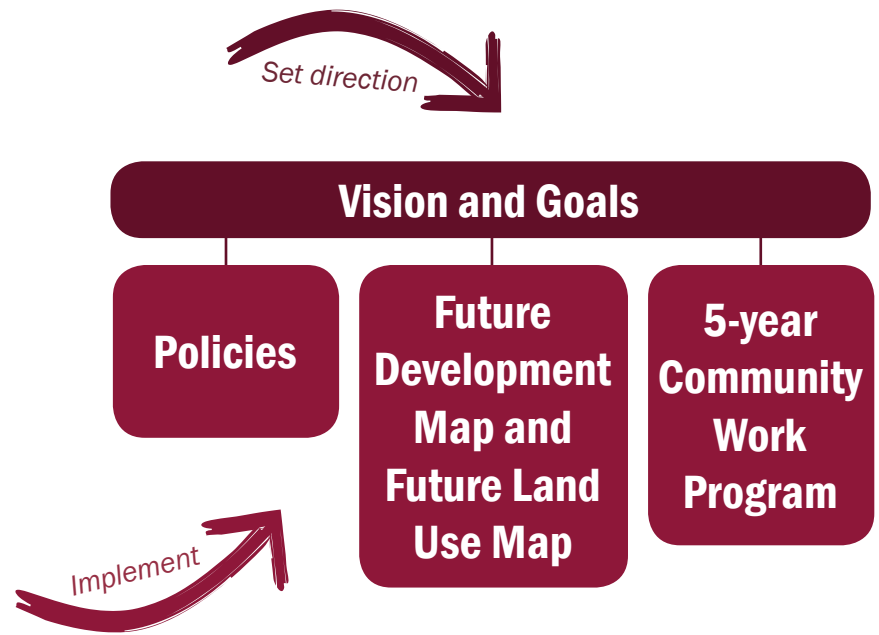 Set direction
Vision and Goals
Policies
Future
Development
Map and
Future Land
Use Map
5-year
Community
Work
Program
Implement